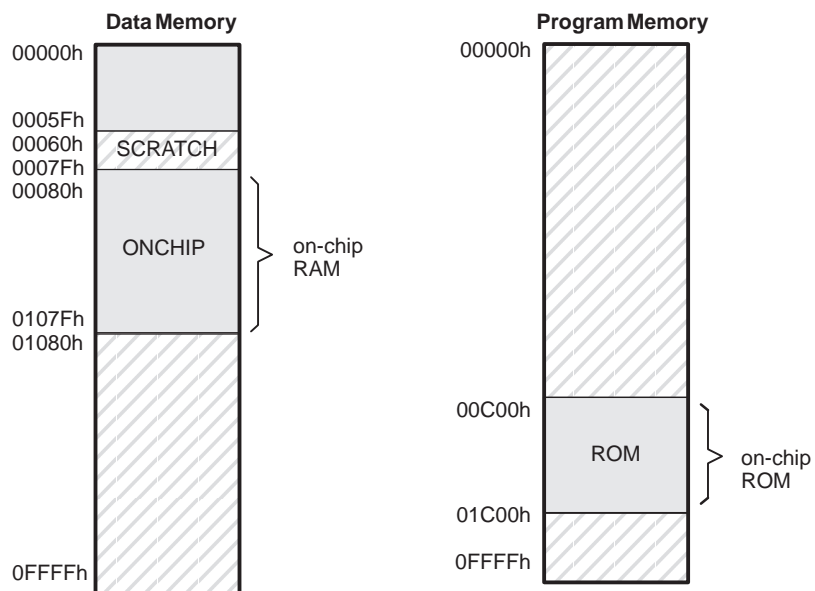 Data Memory
00000h
0005Fh
00060h
SCRATCH
0007Fh
00080h
ONCHIP
on-chip
RAM
0107Fh
01080h
0FFFFh
Program Memory
00000h
00C00h
ROM
on-chip
ROM
01C00h
0FFFFh